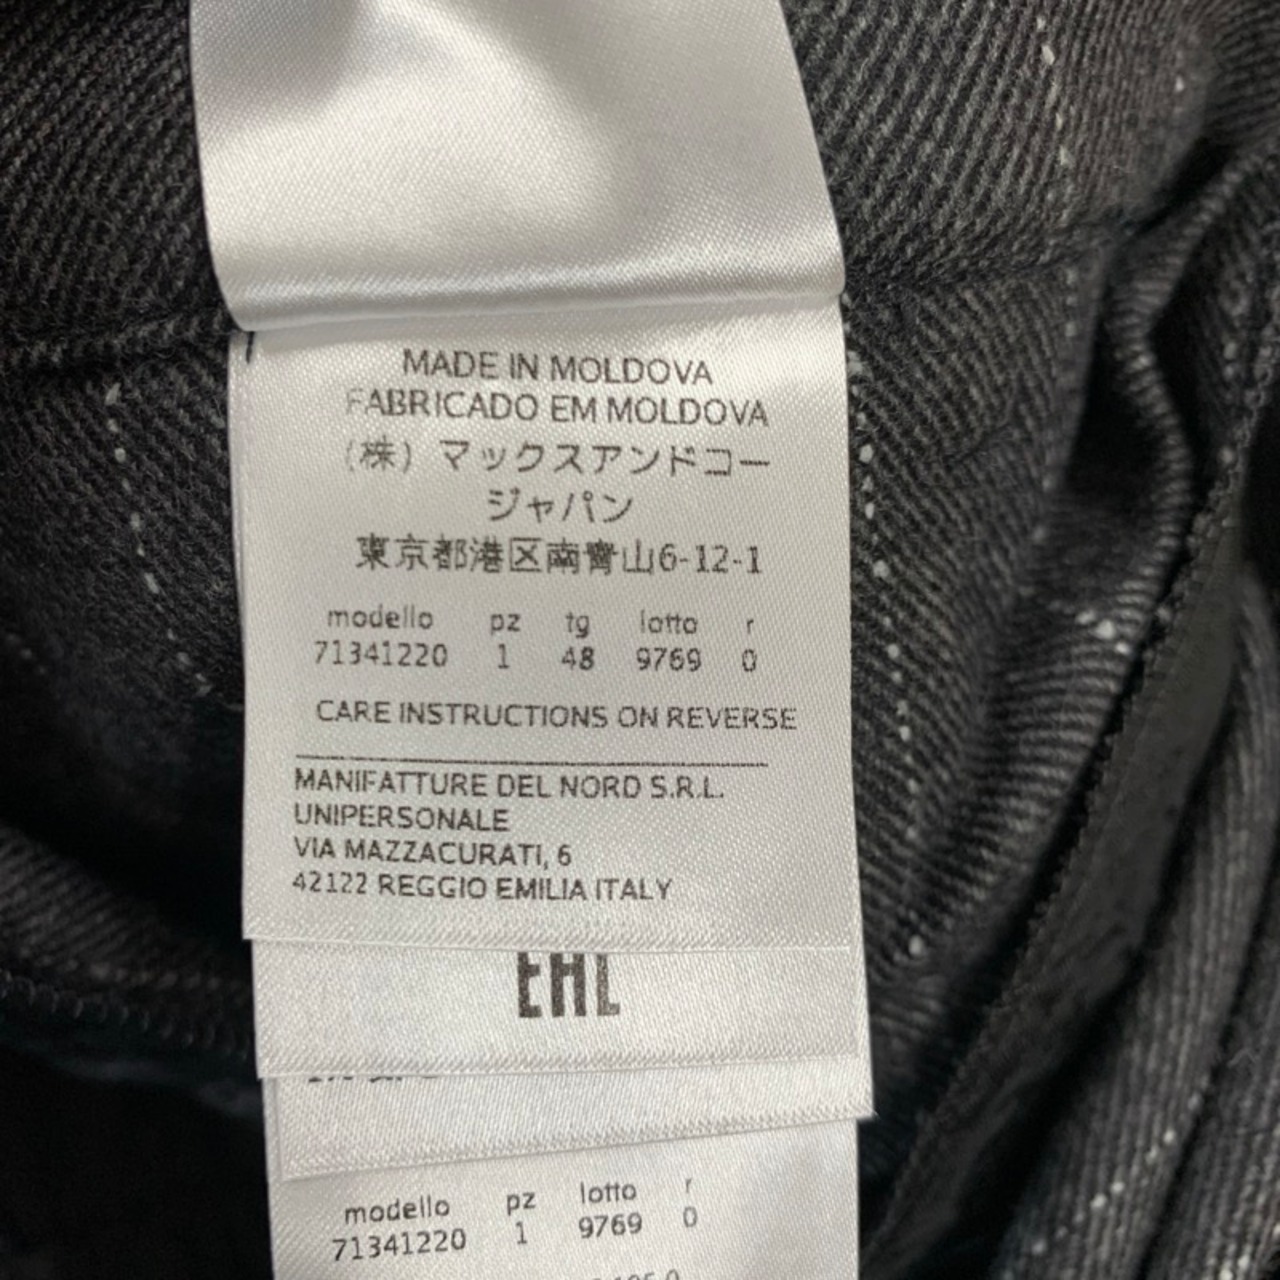 MADE IN MOLDOVA
FABRICADO EM MOLDOVA
(株) マックスアンドコー
ジャパン
東京都港区南青山6-12-1
modello pz tg lotto r
71341220 1 48 9769 0
CARE INSTRUCTIONS ON REVERSE
MANIFATTURE DEL NORD S.R.L.
UNIPERSONALE
VIA MAZZACURATI, 6
42122 REGGIO EMILIA ITALY
EAC
modello pz lotto r
71341220 1 9769 0